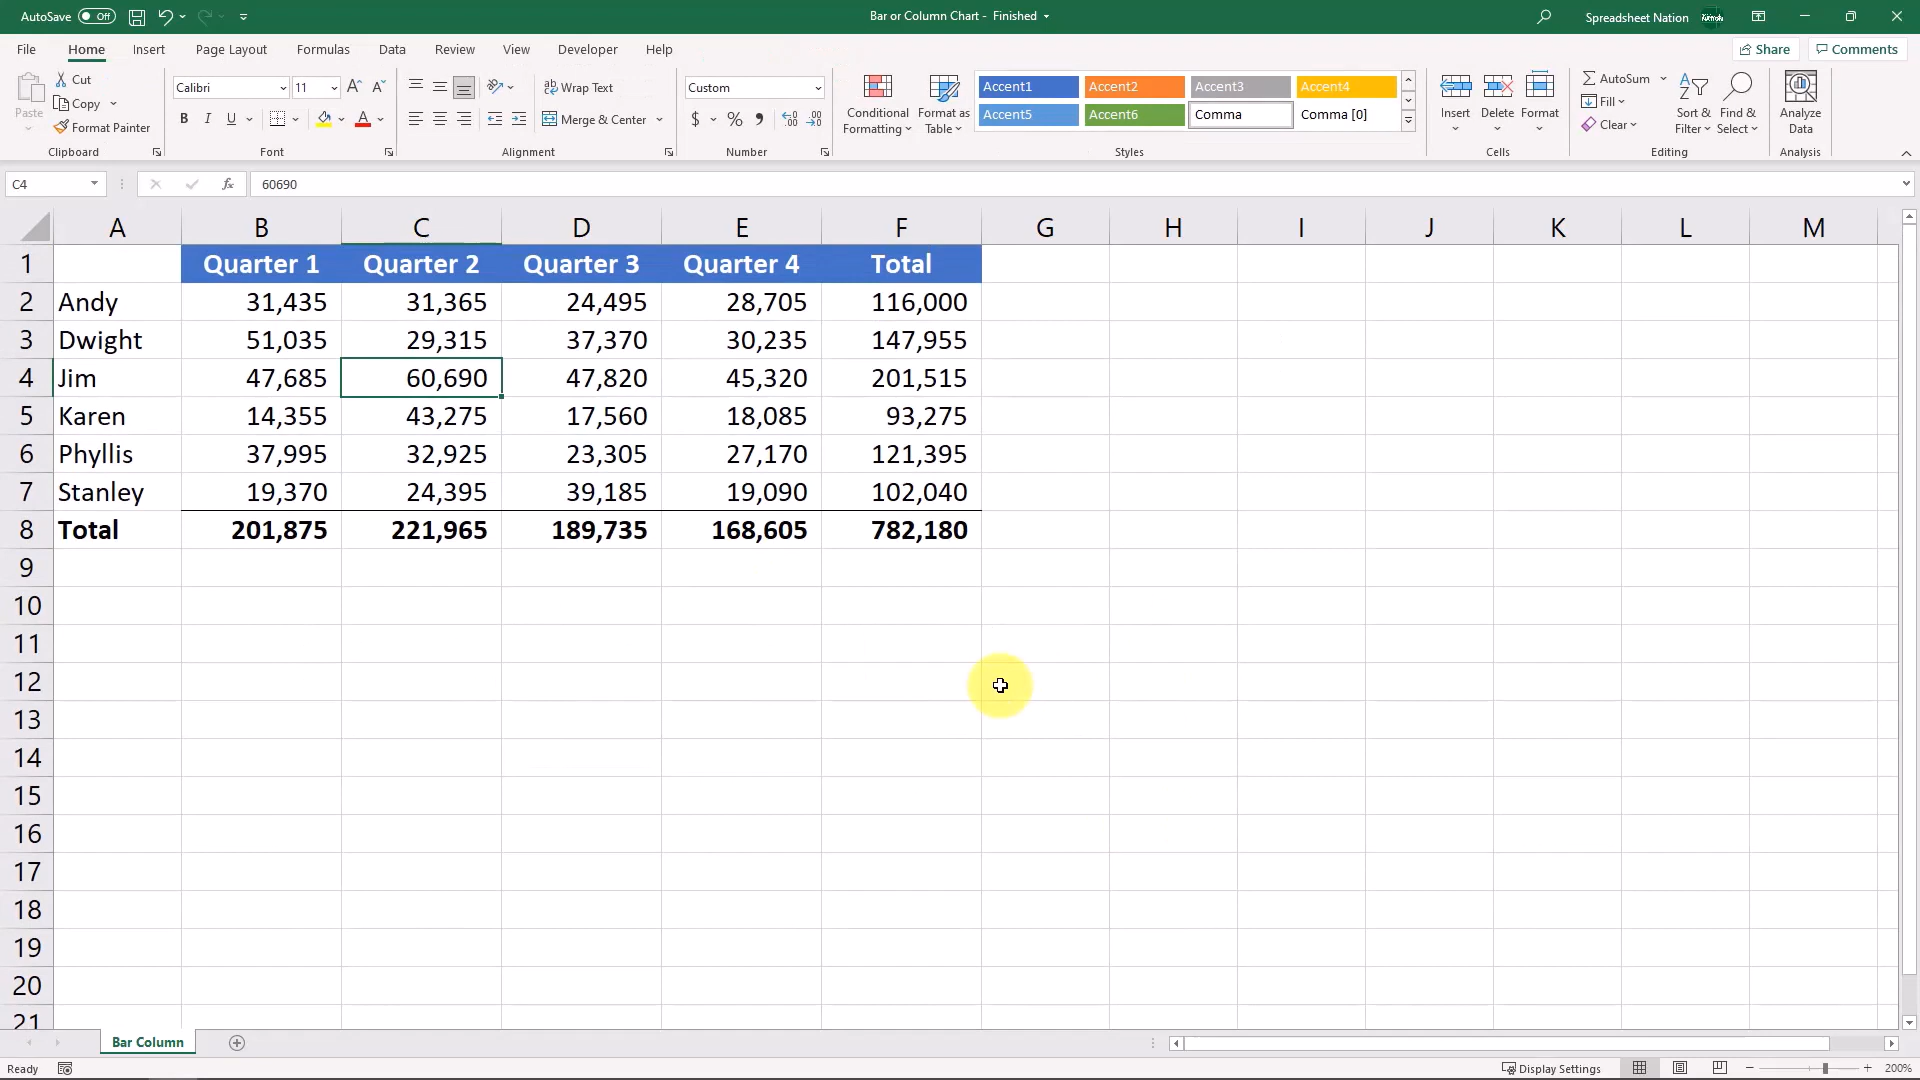 AutoSave Off
Bar or Column Chart - Finished
Spreadsheet Nation
File Home Insert Page Layout Formulas Data Review View Developer Help
Share Comments
Paste
Cut
Copy
Format Painter
Clipboard
Calibri 11
B I U
Font
Wrap Text
Merge & Center
Alignment
Custom
$ % 9
Number
Conditional Formatting
Format as Table
Accent1 Accent2 Accent3 Accent4
Accent5 Accent6 Comma Comma [0]
Styles
Insert Delete Format
Cells
AutoSum
Fill
Clear
Sort & Filter
Find & Select
Editing
Analyze Data
Analysis
C4 fx 60690
A B C D E F G H I J K L M
1 Quarter 1 Quarter 2 Quarter 3 Quarter 4 Total
2 Andy 31,435 31,365 24,495 28,705 116,000
3 Dwight 51,035 29,315 37,370 30,235 147,955
4 Jim 47,685 60,690 47,820 45,320 201,515
5 Karen 14,355 43,275 17,560 18,085 93,275
6 Phyllis 37,995 32,925 23,305 27,170 121,395
7 Stanley 19,370 24,395 39,185 19,090 102,040
8 Total 201,875 221,965 189,735 168,605 782,180
9
10
11
12
13
14
15
16
17
18
19
20
21
Bar Column
Ready
Display Settings
200%